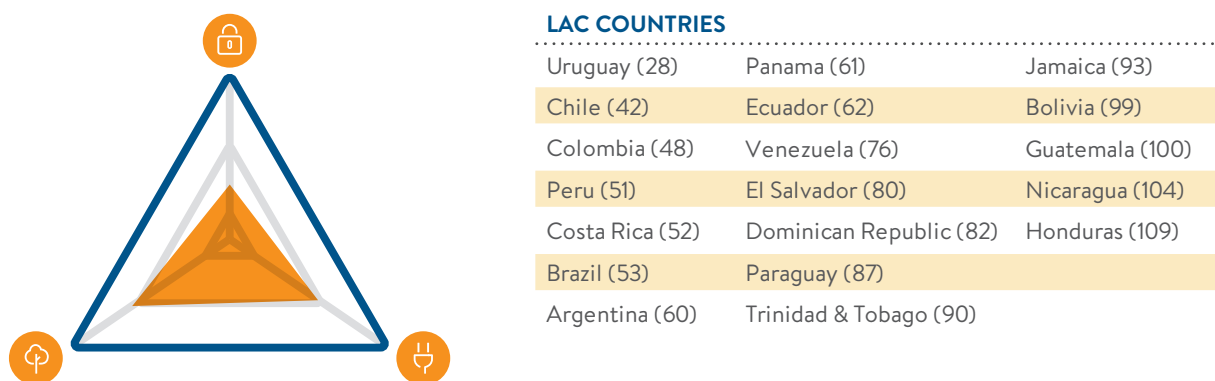 LAC COUNTRIES
Uruguay (28) Panama (61) Jamaica (93)
Chile (42) Ecuador (62) Bolivia (99)
Colombia (48) Venezuela (76) Guatemala (100)
Peru (51) El Salvador (80) Nicaragua (104)
Costa Rica (52) Dominican Republic (82) Honduras (109)
Brazil (53) Paraguay (87)
Argentina (60) Trinidad & Tobago (90)